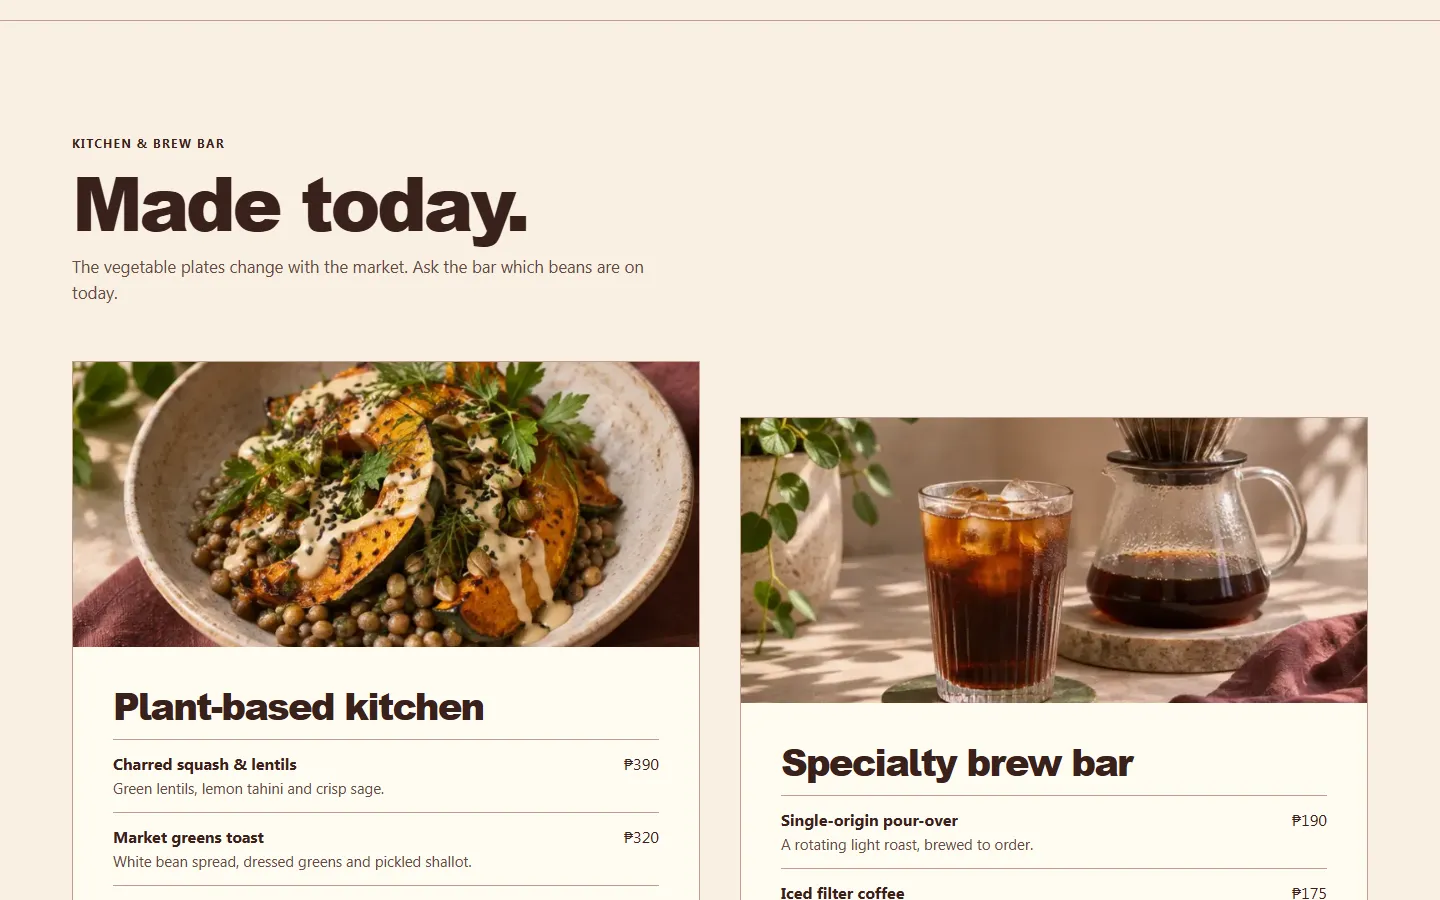 KITCHEN & BREW BAR
Made today.
The vegetable plates change with the market. Ask the bar which beans are on
today.
Plant-based kitchen
Charred squash & lentils ₱390
Green lentils, lemon tahini and crisp sage.
Market greens toast ₱320
White bean spread, dressed greens and pickled shallot.
Specialty brew bar
Single-origin pour-over ₱190
A rotating light roast, brewed to order.
Iced filter coffee ₱175